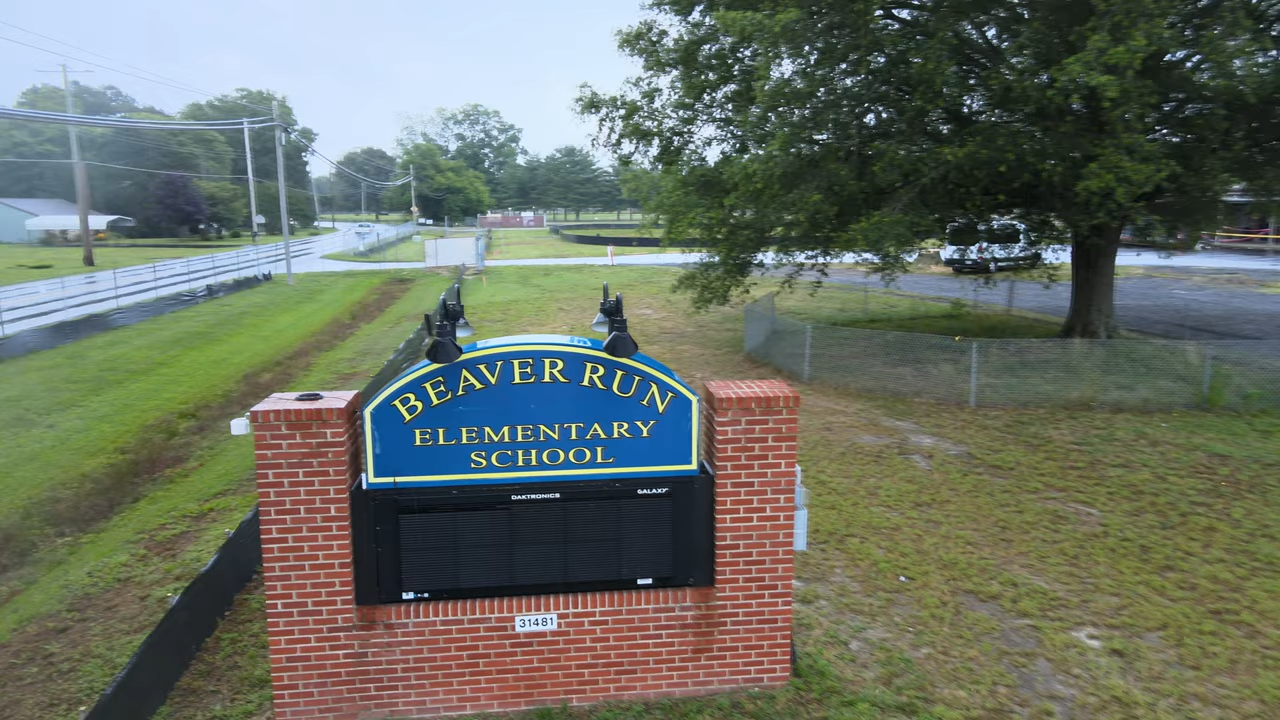 BEAVER RUN
ELEMENTARY
SCHOOL
DAKTRONICS
GALAXY
31481